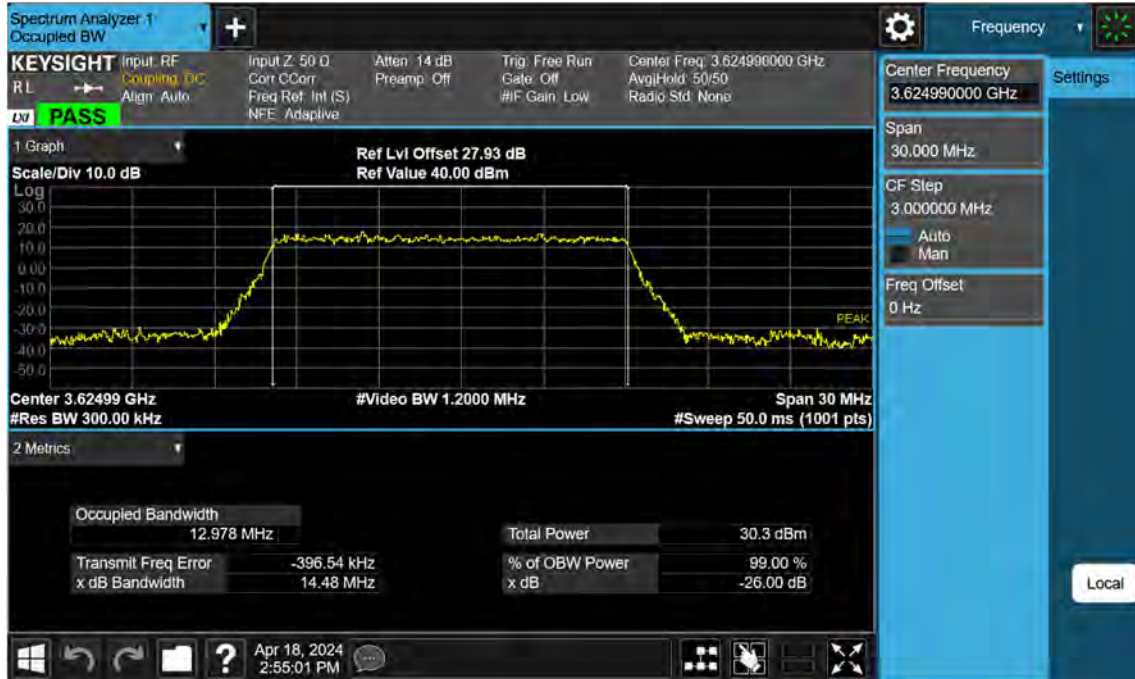 Spectrum Analyzer 1
Occupied BW
+
Frequency
KEYSIGHT
RL
LXI
PASS
Input: RF
Coupling: DC
Align: Auto
Input Z: 50 Ω
Corr CCorr
Freq Ref: Int (S)
NFE: Adaptive
Atten: 14 dB
Preamp: Off
Trig: Free Run
Gate: Off
#IF Gain: Low
Center Freq: 3.624990000 GHz
Avg|Hold: 50/50
Radio Std: None
Center Frequency
3.624990000 GHz
Settings
Span
30.000 MHz
CF Step
3.000000 MHz
Auto
Man
Freq Offset
0 Hz
Local
1 Graph
Scale/Div 10.0 dB
Ref Lvl Offset 27.93 dB
Ref Value 40.00 dBm
Log
30.0
20.0
10.0
0.00
-10.0
-20.0
-30.0
-40.0
-50.0
PEAK
Center 3.62499 GHz
#Video BW 1.2000 MHz
Span 30 MHz
#Res BW 300.00 kHz
#Sweep 50.0 ms (1001 pts)
2 Metrics
Occupied Bandwidth
12.978 MHz
Total Power 30.3 dBm
Transmit Freq Error -396.54 kHz
% of OBW Power 99.00 %
x dB Bandwidth 14.48 MHz
x dB -26.00 dB
?
Apr 18, 2024
2:55:01 PM